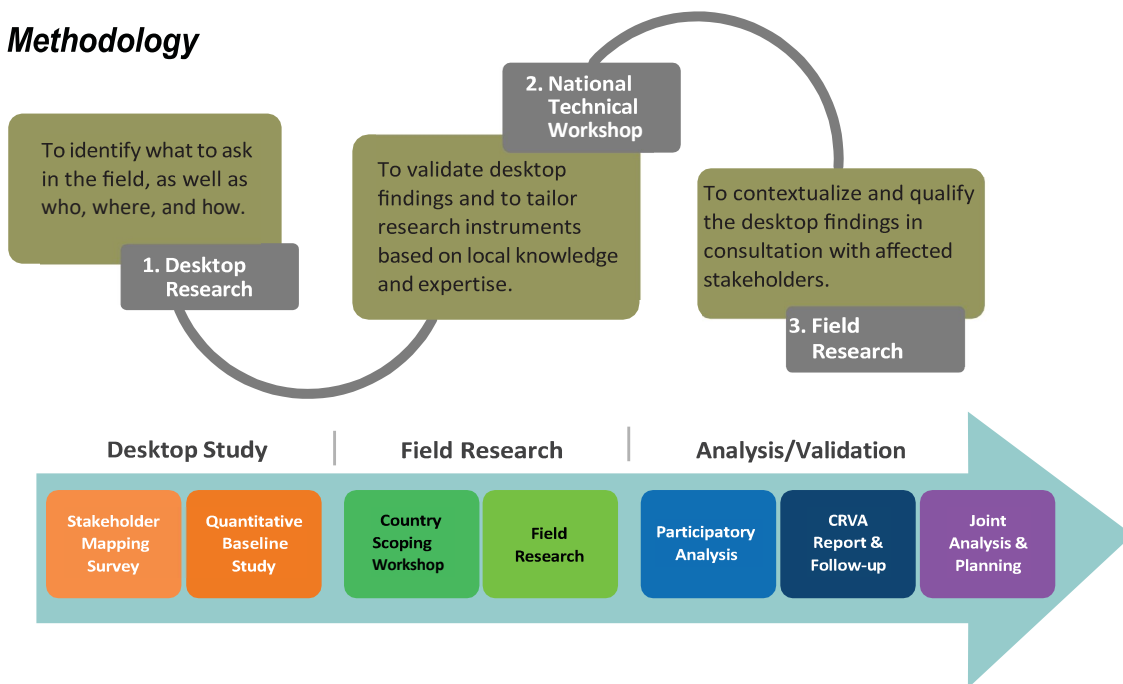 Methodology
To identify what to ask
in the field, as well as
who, where, and how.
1. Desktop
Research
2. National
Technical
Workshop
To validate desktop
findings and to tailor
research instruments
based on local knowledge
and expertise.
To contextualize and qualify
the desktop findings in
consultation with affected
stakeholders.
3. Field
Research
Desktop Study
Stakeholder
Mapping
Survey
Quantitative
Baseline
Study
Field Research
Country
Scoping
Workshop
Field
Research
Analysis/Validation
Participatory
Analysis
CRVA
Report &
Follow-up
Joint
Analysis &
Planning